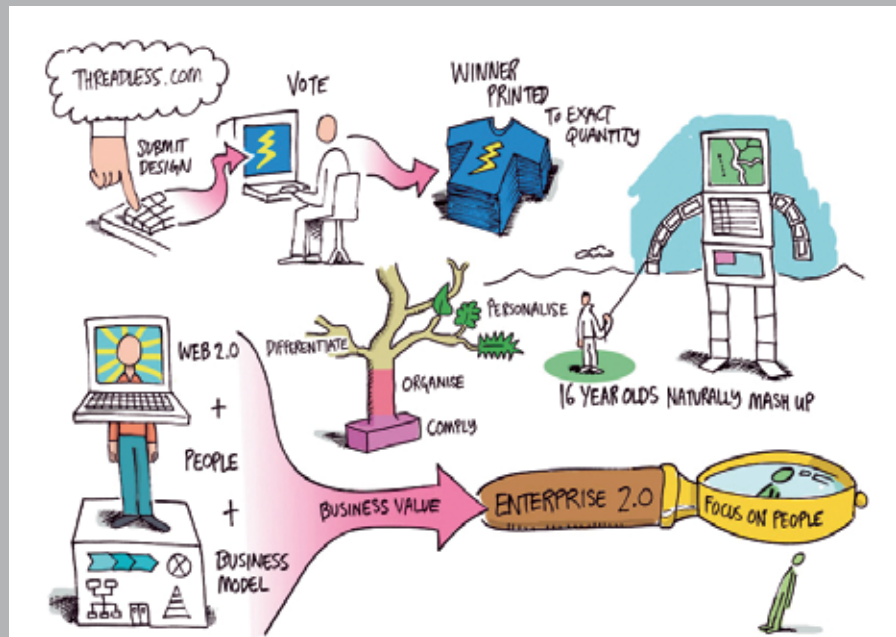 THREADLESS.COM
SUBMIT
DESIGN
VOTE
WINNER
PRINTED
TO EXACT
QUANTITY
DIFFERENTIATE
PERSONALISE
ORGANISE
COMPLY
16 YEAR OLDS NATURALLY MASH UP
WEB 2.0
+
PEOPLE
+
BUSINESS
MODEL
BUSINESS VALUE
ENTERPRISE 2.0
FOCUS ON PEOPLE